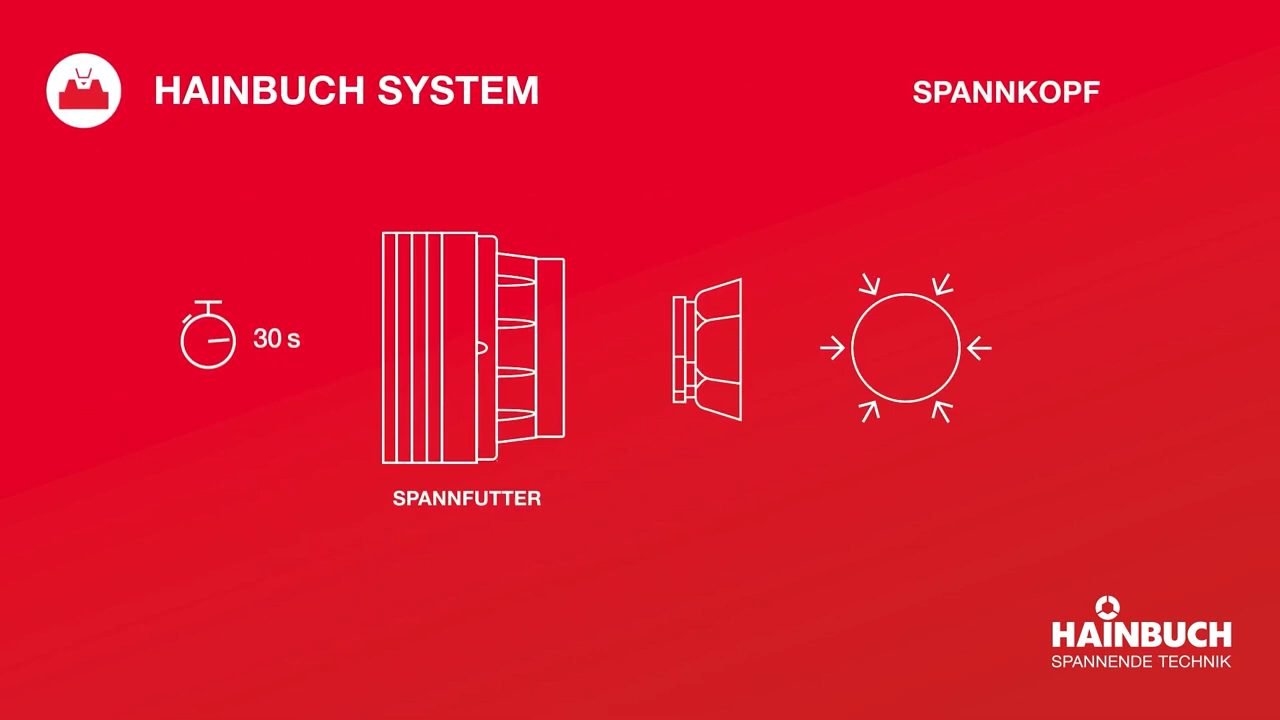 HAINBUCH SYSTEM
SPANNKOPF
30 s
SPANNFUTTER
HAINBUCH
SPANNENDE TECHNIK